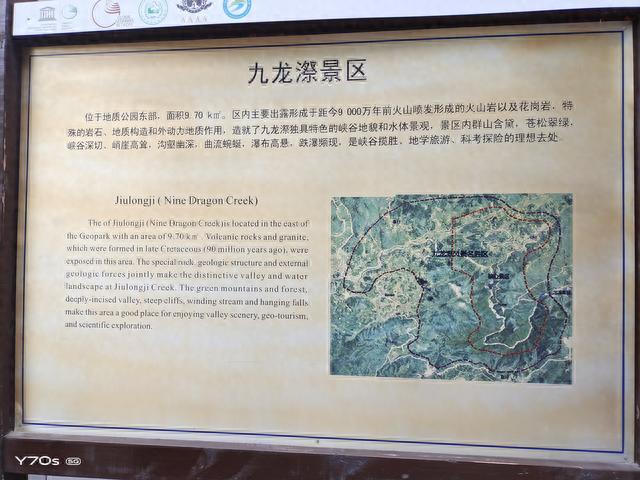 AAAA
九龙漈景区
位于地质公园东部，面积9.70 k㎡。区内主要出露形成于距今9 000万年前火山喷发形成的火山岩以及花岗岩，特
殊的岩石、地质构造和外动力地质作用，造就了九龙漈独具特色的峡谷地貌和水体景观，景区内群山含黛，苍松翠绿，
峡谷深切、峭崖高耸，沟壑幽深，曲流蜿蜒，瀑布高悬，跌瀑频现，是峡谷揽胜、地学旅游、科考探险的理想去处。
Jiulongji ( Nine Dragon Creek)
The of Jiulongji (Nine Dragon Creek)is located in the east of
the Geopark with an area of 9.70 k㎡. Volcanic rocks and granite,
which were formed in late Cretaceous (90 million years ago), were
exposed in this area. The special rock, geologic structure and external
geologic forces jointly make the distinctive valley and water
landscape at Jiulongji Creek. The green mountains and forest,
deeply-incised valley, steep cliffs, winding stream and hanging falls
make this area a good place for enjoying valley scenery, geo-tourism,
and scientific exploration.
Y70s 5G